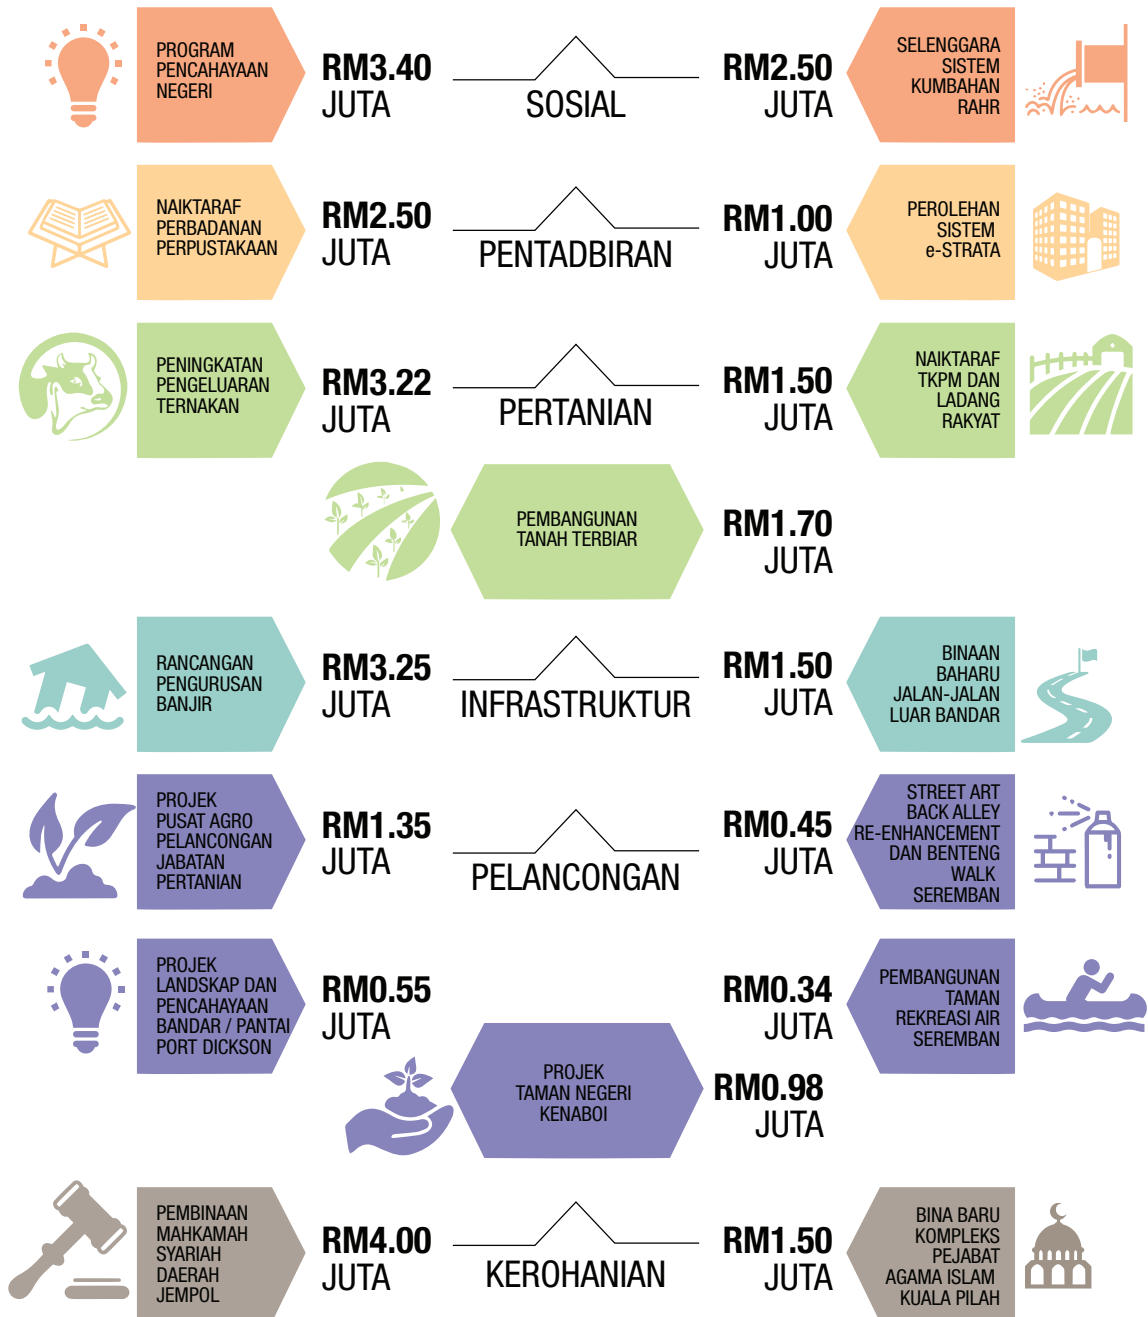 PROGRAM
PENCAHAYAAN
NEGERI
RM3.40
JUTA
SOSIAL
RM2.50
JUTA
SELENGGARA
SISTEM
KUMBAHAN
RAHR
NAIKTARAF
PERBADANAN
PERPUSTAKAAN
RM2.50
JUTA
PENTADBIRAN
RM1.00
JUTA
PEROLEHAN
SISTEM
e-STRATA
PENINGKATAN
PENGELUARAN
TERNAKAN
RM3.22
JUTA
PERTANIAN
RM1.50
JUTA
NAIKTARAF
TKPM DAN
LADANG
RAKYAT
PEMBANGUNAN
TANAH TERBIAR
RM1.70
JUTA
RANCANGAN
PENGURUSAN
BANJIR
RM3.25
JUTA
INFRASTRUKTUR
RM1.50
JUTA
BINAAN
BAHARU
JALAN-JALAN
LUAR BANDAR
PROJEK
PUSAT AGRO
PELANCONGAN
JABATAN
PERTANIAN
RM1.35
JUTA
PELANCONGAN
RM0.45
JUTA
STREET ART
BACK ALLEY
RE-ENHANCEMENT
DAN BENTENG
WALK
SEREMBAN
PROJEK
LANDSKAP DAN
PENCAHAYAAN
BANDAR / PANTAI
PORT DICKSON
RM0.55
JUTA
RM0.34
JUTA
PEMBANGUNAN
TAMAN
REKREASI AIR
SEREMBAN
PROJEK
TAMAN NEGERI
KENABOI
RM0.98
JUTA
PEMBINAAN
MAHKAMAH
SYARIAH
DAERAH
JEMPOL
RM4.00
JUTA
KEROHANIAN
RM1.50
JUTA
BINA BARU
KOMPLEKS
PEJABAT
AGAMA ISLAM
KUALA PILAH